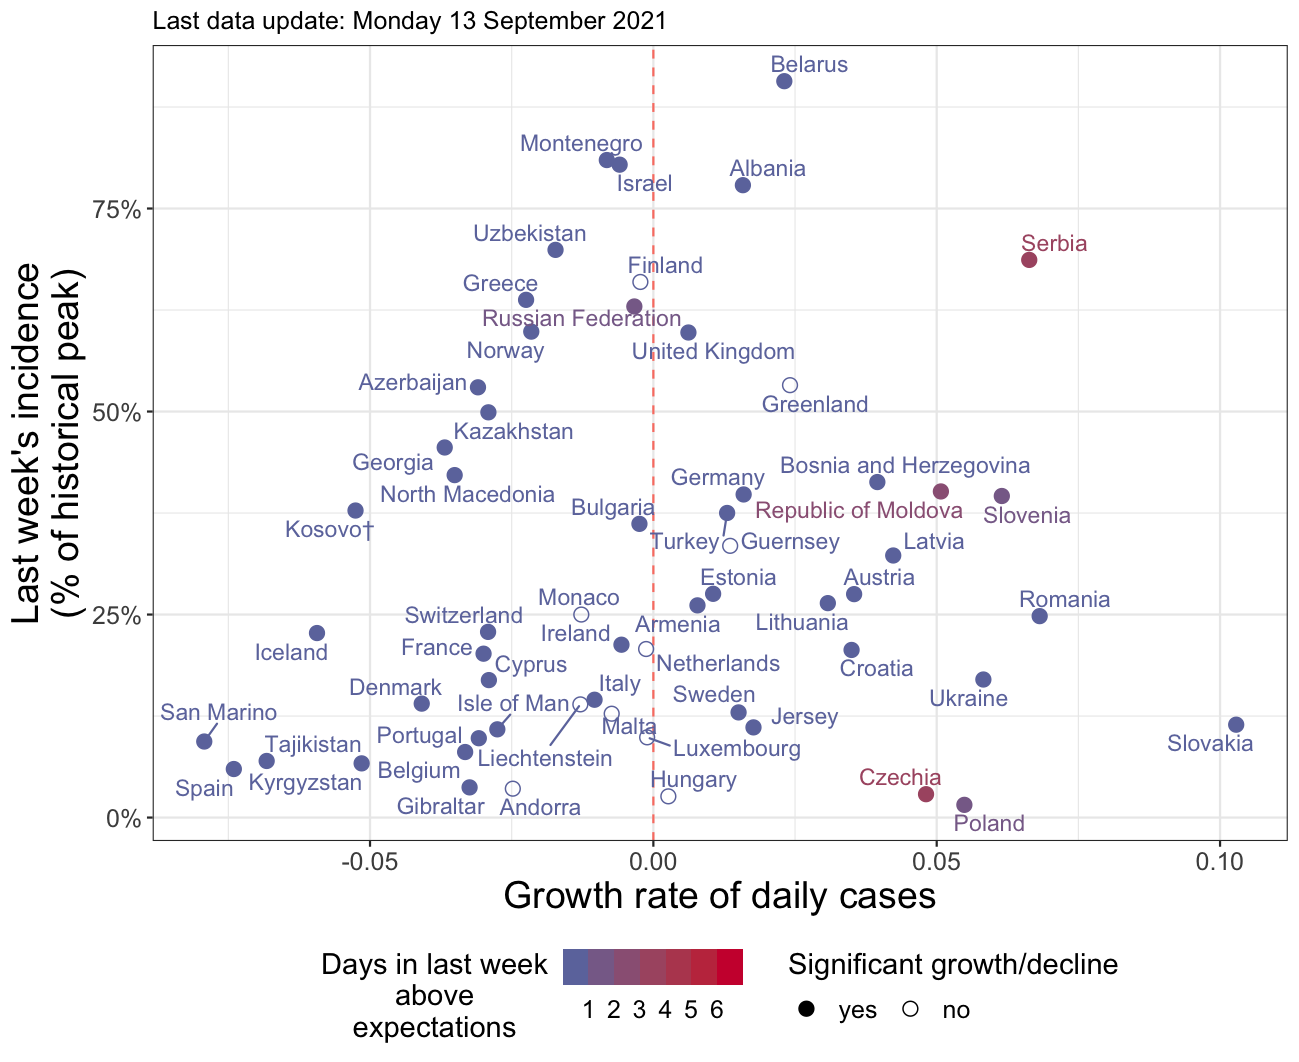 Last data update: Monday 13 September 2021
Last week's incidence
(% of historical peak)
75%
50%
25%
0%
Belarus
Montenegro
Israel
Albania
Uzbekistan
Serbia
Finland
Greece
Russian Federation
Norway
United Kingdom
Azerbaijan
Greenland
Kazakhstan
Georgia
North Macedonia
Germany
Bosnia and Herzegovina
Kosovo†
Bulgaria
Republic of Moldova
Slovenia
Turkey
Guernsey
Latvia
Estonia
Austria
Monaco
Romania
Switzerland
Armenia
Lithuania
Iceland
France
Ireland
Netherlands
Croatia
Cyprus
Denmark
Italy
Sweden
Ukraine
San Marino
Isle of Man
Malta
Jersey
Tajikistan
Portugal
Liechtenstein
Luxembourg
Slovakia
Spain
Kyrgyzstan
Belgium
Hungary
Czechia
Gibraltar
Andorra
Poland
-0.05
0.00
0.05
0.10
Growth rate of daily cases
Days in last week
above
expectations
1 2 3 4 5 6
Significant growth/decline
yes
no